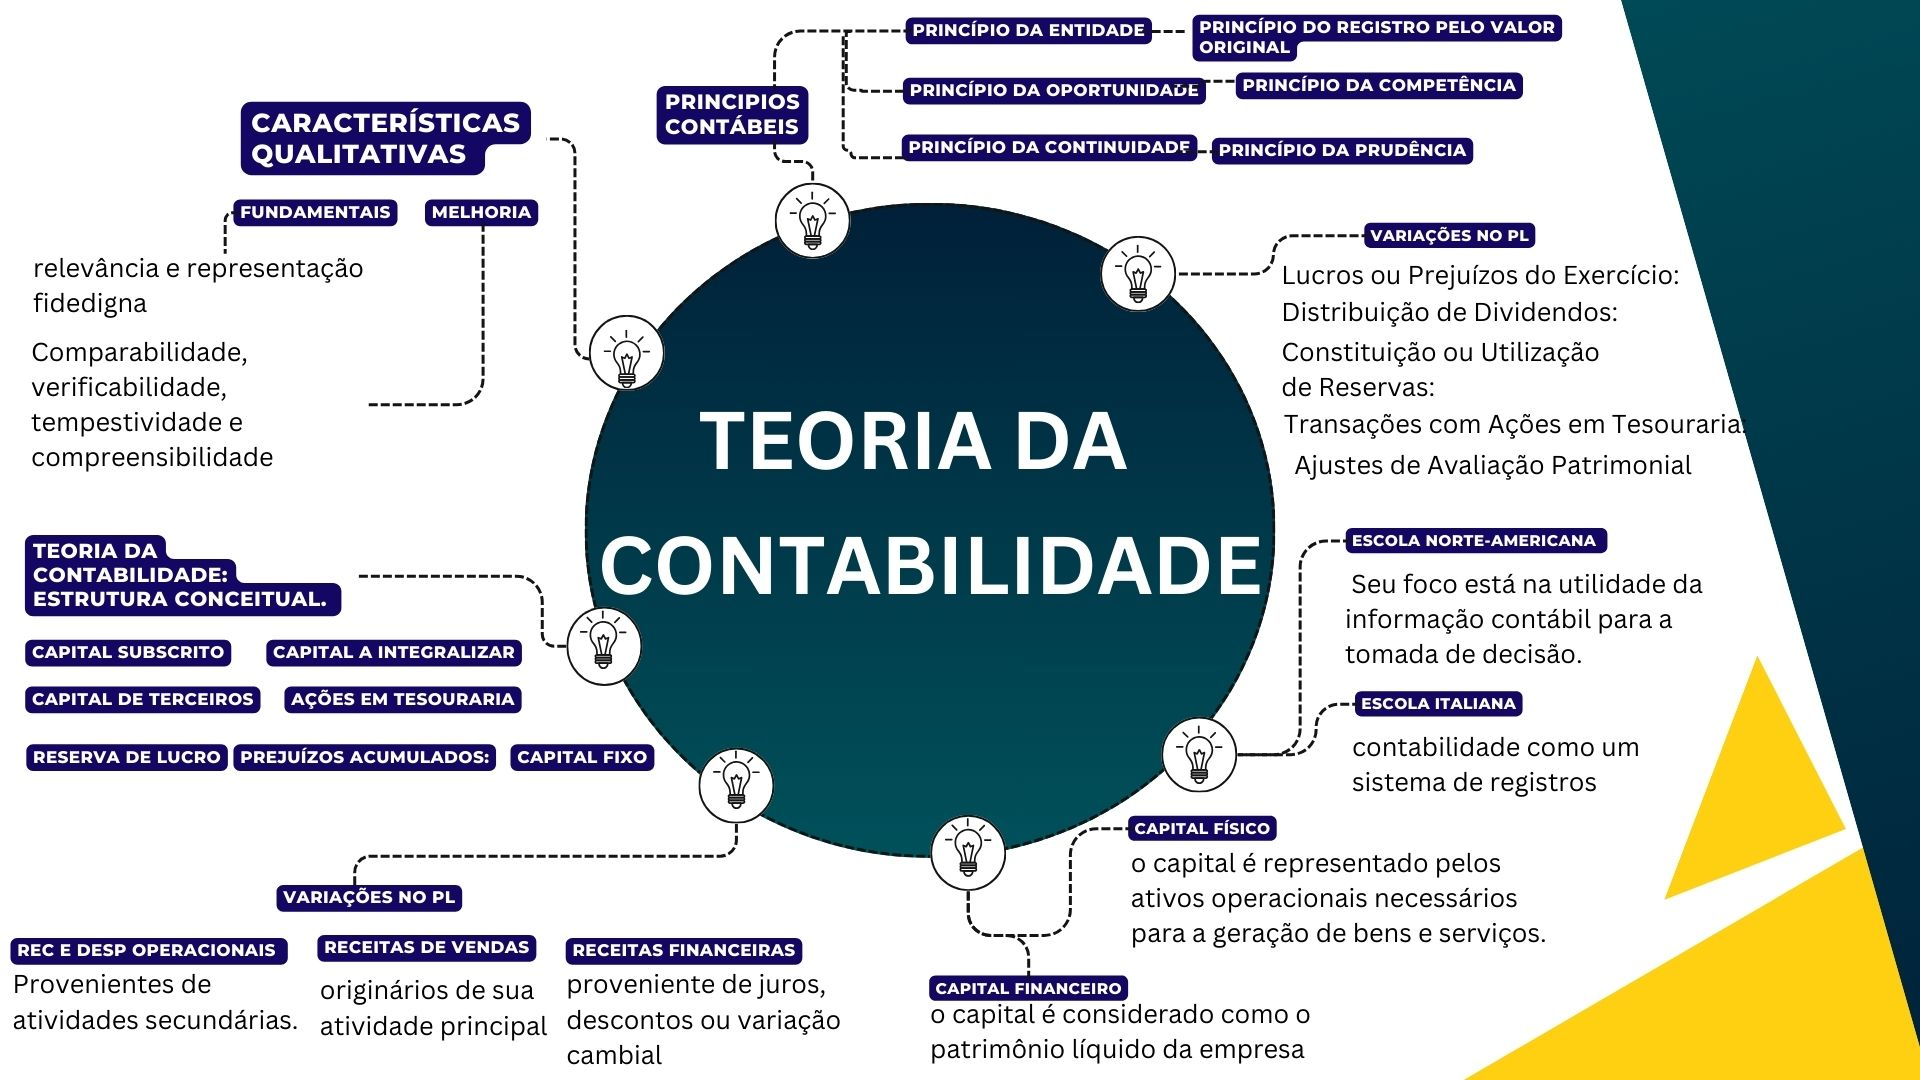 PRINCIPIOS
CONTÁBEIS
PRINCÍPIO DA ENTIDADE
PRINCÍPIO DO REGISTRO PELO VALOR
ORIGINAL
PRINCÍPIO DA OPORTUNIDADE
PRINCÍPIO DA COMPETÊNCIA
PRINCÍPIO DA CONTINUIDADE
PRINCÍPIO DA PRUDÊNCIA
CARACTERÍSTICAS
QUALITATIVAS
FUNDAMENTAIS
MELHORIA
relevância e representação
fidedigna
Comparabilidade,
verificabilidade,
tempestividade e
compreensibilidade
VARIAÇÕES NO PL
Lucros ou Prejuízos do Exercício:
Distribuição de Dividendos:
Constituição ou Utilização
de Reservas:
Transações com Ações em Tesouraria:
Ajustes de Avaliação Patrimonial
TEORIA DA
CONTABILIDADE
TEORIA DA
CONTABILIDADE:
ESTRUTURA CONCEITUAL.
CAPITAL SUBSCRITO
CAPITAL A INTEGRALIZAR
CAPITAL DE TERCEIROS
AÇÕES EM TESOURARIA
RESERVA DE LUCRO
PREJUÍZOS ACUMULADOS:
CAPITAL FIXO
ESCOLA NORTE-AMERICANA
Seu foco está na utilidade da
informação contábil para a
tomada de decisão.
ESCOLA ITALIANA
contabilidade como um
sistema de registros
CAPITAL FÍSICO
o capital é representado pelos
ativos operacionais necessários
para a geração de bens e serviços.
CAPITAL FINANCEIRO
o capital é considerado como o
patrimônio líquido da empresa
VARIAÇÕES NO PL
REC E DESP OPERACIONAIS
Provenientes de
atividades secundárias.
RECEITAS DE VENDAS
originários de sua
atividade principal
RECEITAS FINANCEIRAS
proveniente de juros,
descontos ou variação
cambial